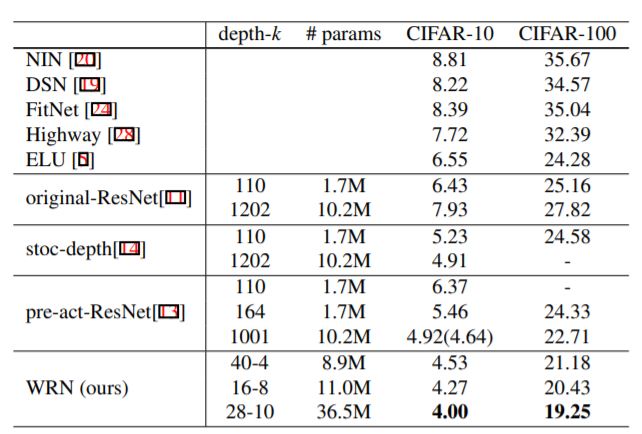 depth-k # params CIFAR-10 CIFAR-100
NIN [20] 8.81 35.67
DSN [19] 8.22 34.57
FitNet [24] 8.39 35.04
Highway [28] 7.72 32.39
ELU [5] 6.55 24.28
original-ResNet[11] 110 1.7M 6.43 25.16
1202 10.2M 7.93 27.82
stoc-depth[14] 110 1.7M 5.23 24.58
1202 10.2M 4.91 -
pre-act-ResNet[13] 110 1.7M 6.37 -
164 1.7M 5.46 24.33
1001 10.2M 4.92(4.64) 22.71
WRN (ours) 40-4 8.9M 4.53 21.18
16-8 11.0M 4.27 20.43
28-10 36.5M 4.00 19.25